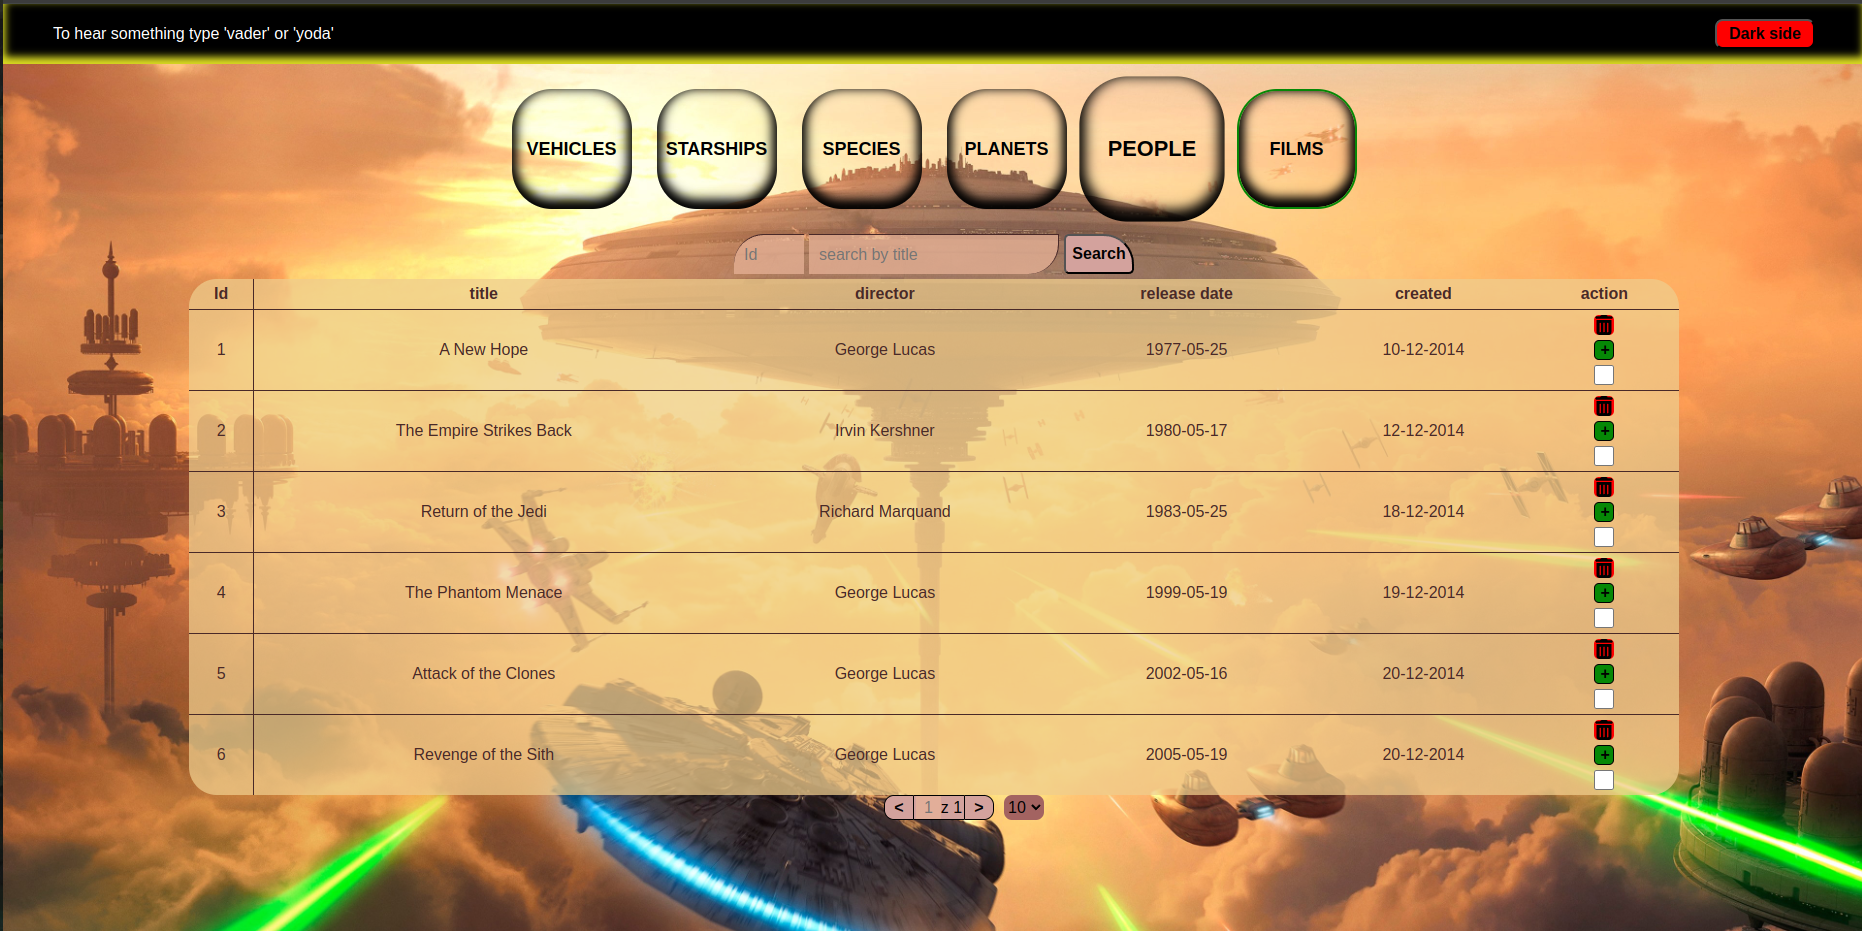 To hear something type 'vader' or 'yoda' Dark side
VEHICLES STARSHIPS SPECIES PLANETS PEOPLE FILMS
Id search by title Search
Id title director release date created action
1 A New Hope George Lucas 1977-05-25 10-12-2014
+
2 The Empire Strikes Back Irvin Kershner 1980-05-17 12-12-2014
+
3 Return of the Jedi Richard Marquand 1983-05-25 18-12-2014
+
4 The Phantom Menace George Lucas 1999-05-19 19-12-2014
+
5 Attack of the Clones George Lucas 2002-05-16 20-12-2014
+
6 Revenge of the Sith George Lucas 2005-05-19 20-12-2014
+
< 1 z 1 > 10